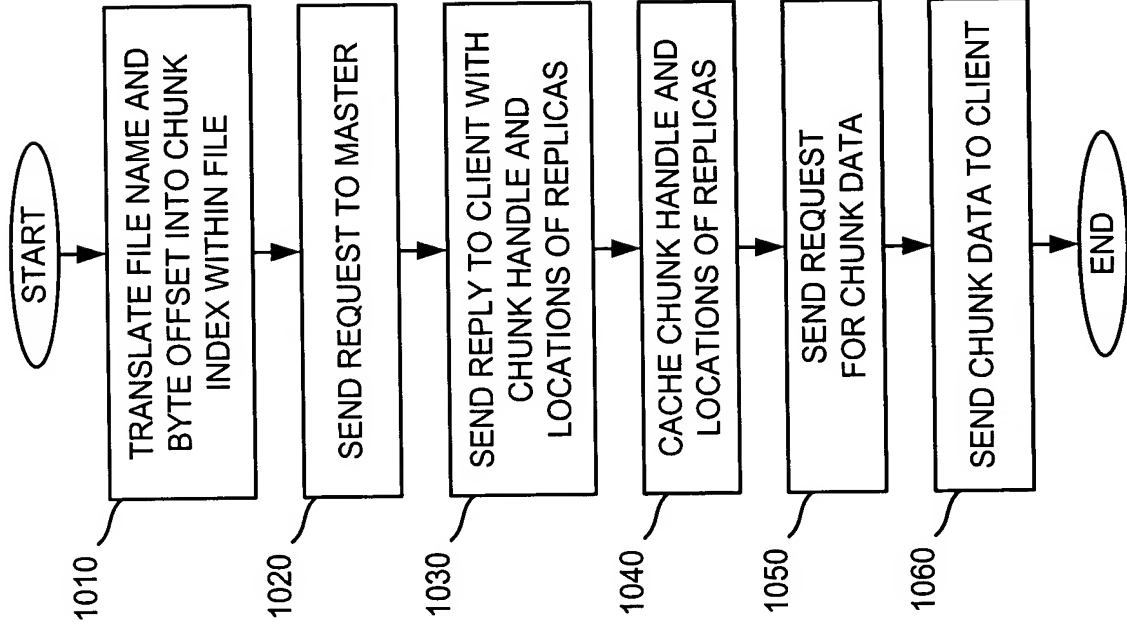 START
1010
TRANSLATE FILE NAME AND
BYTE OFFSET INTO CHUNK
INDEX WITHIN FILE
1020
SEND REQUEST TO MASTER
1030
SEND REPLY TO CLIENT WITH
CHUNK HANDLE AND
LOCATIONS OF REPLICAS
1040
CACHE CHUNK HANDLE AND
LOCATIONS OF REPLICAS
1050
SEND REQUEST
FOR CHUNK DATA
1060
SEND CHUNK DATA TO CLIENT
END